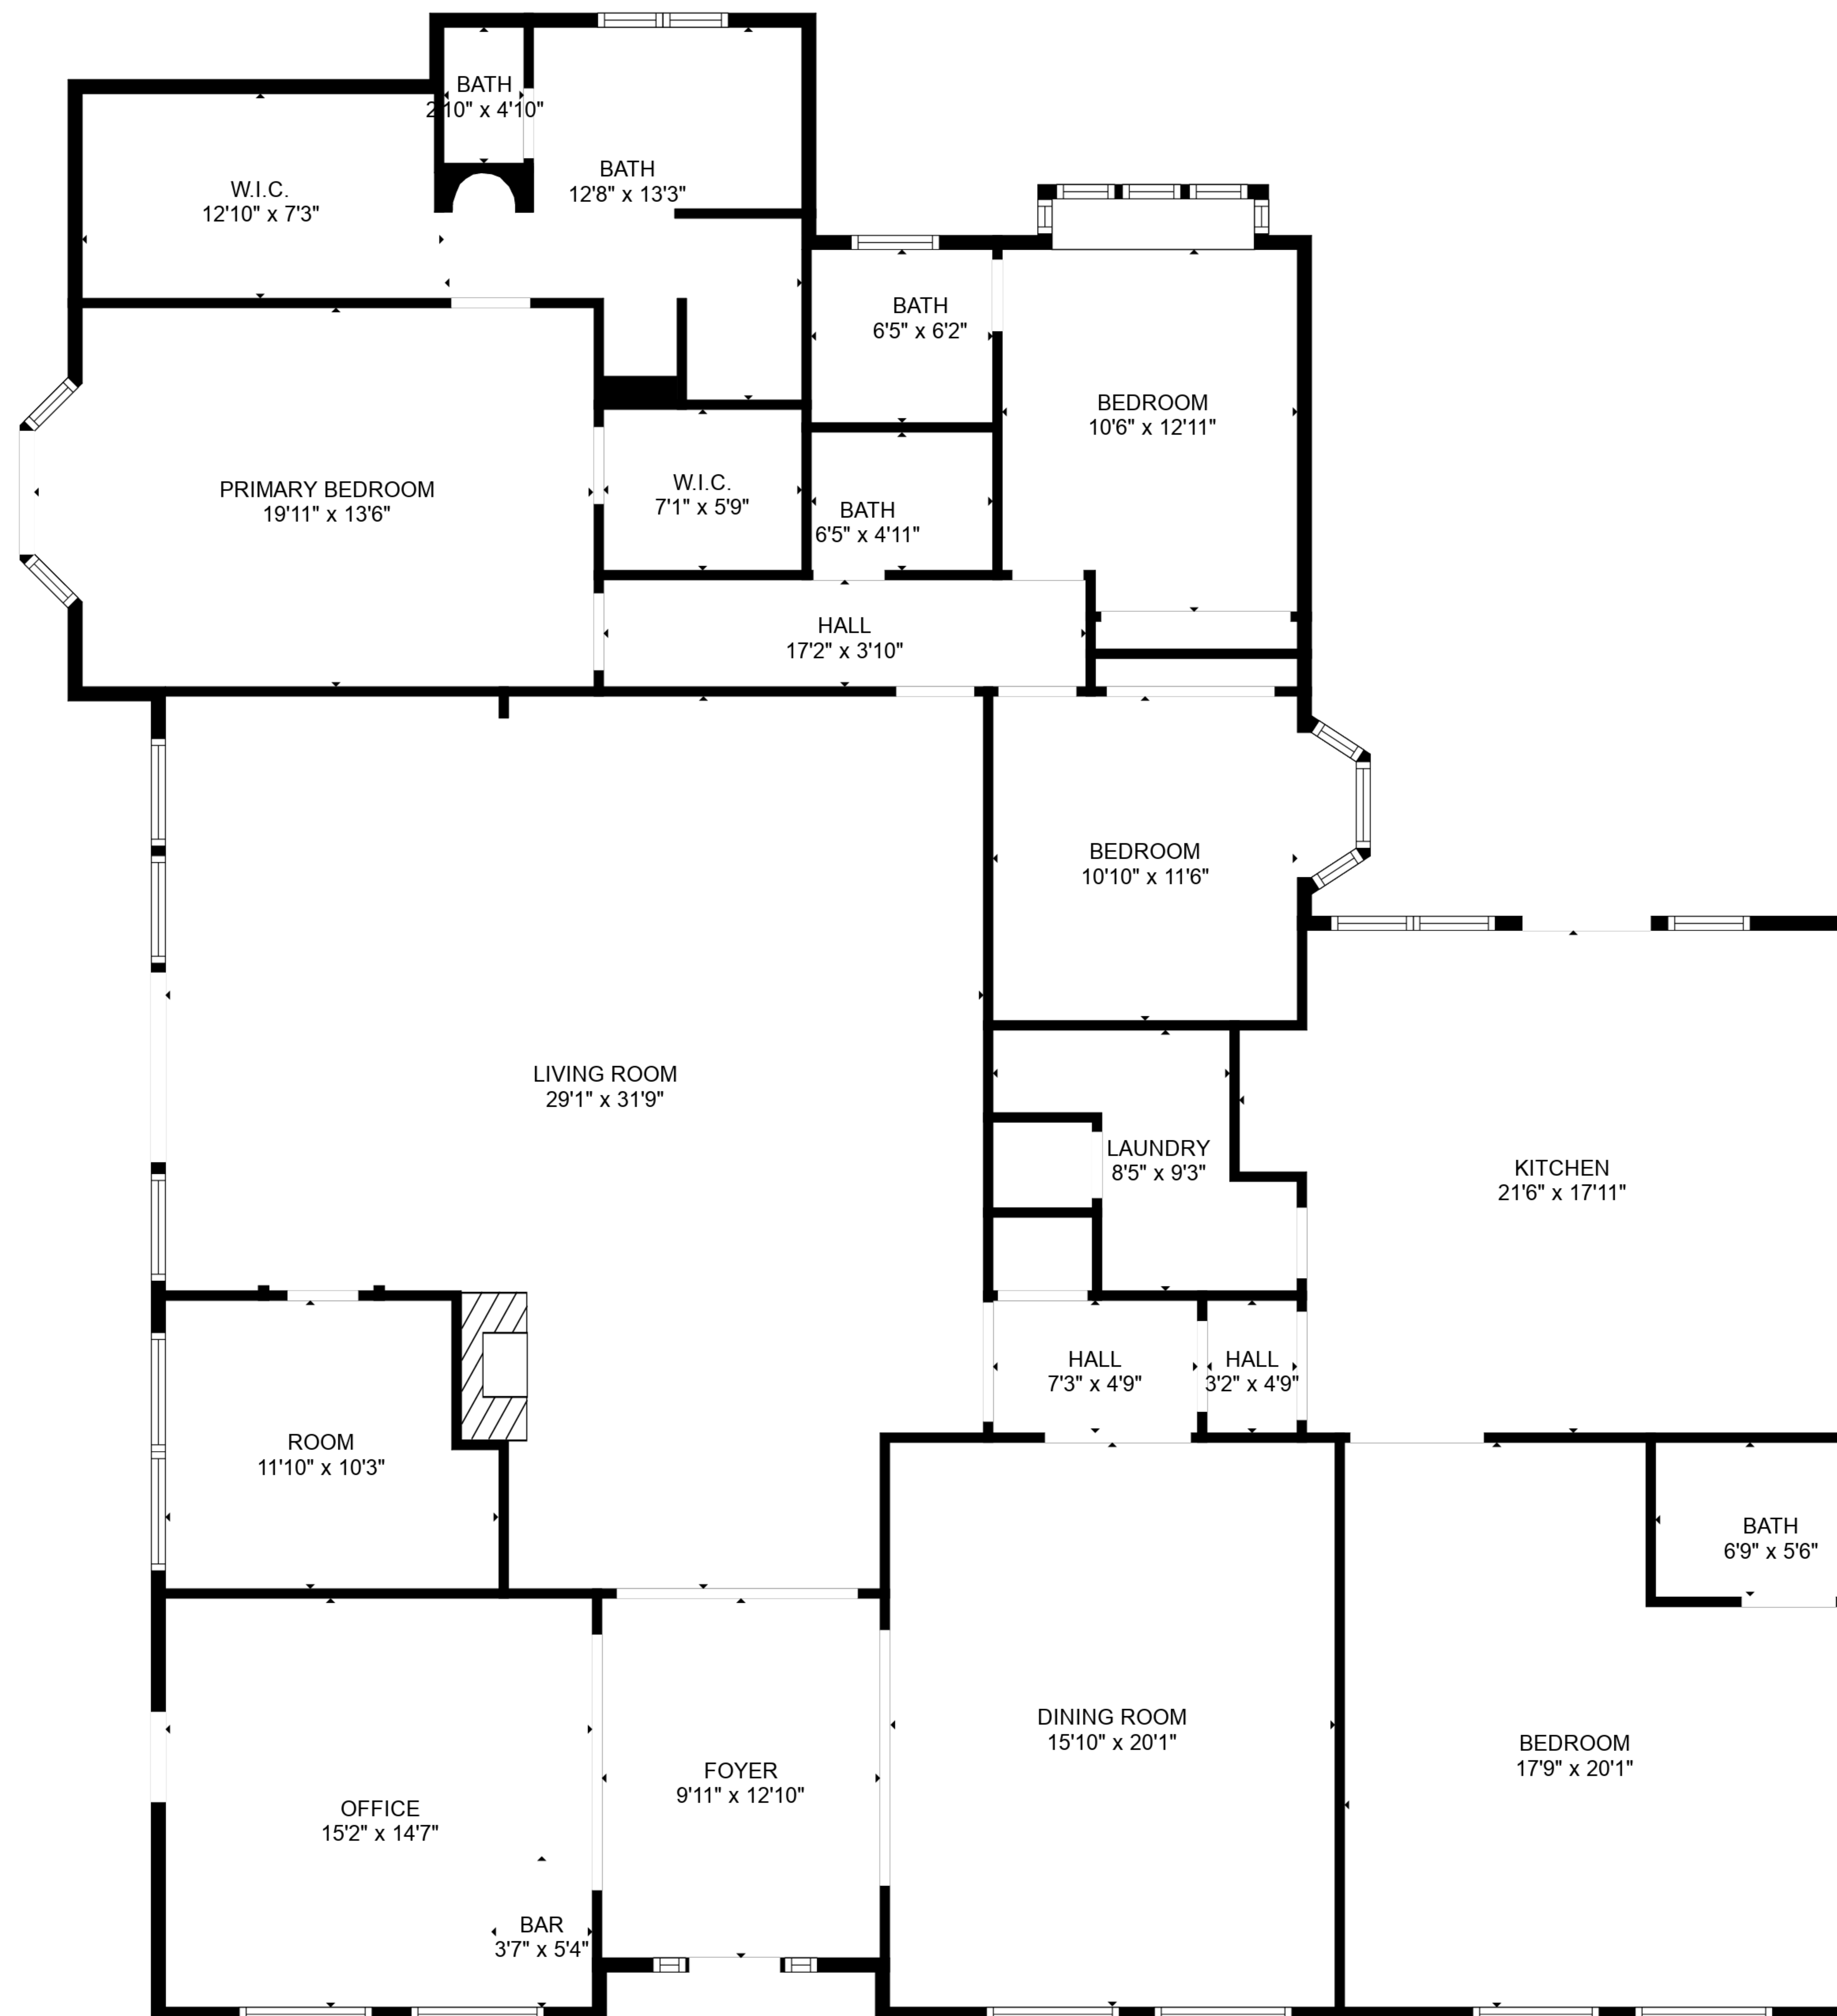 BATH
2'10" x 4'10"
BATH
12'8" x 13'3"
W.I.C.
12'10" x 7'3"
BATH
6'5" x 6'2"
BEDROOM
10'6" x 12'11"
PRIMARY BEDROOM
19'11" x 13'6"
W.I.C.
7'1" x 5'9"
BATH
6'5" x 4'11"
HALL
17'2" x 3'10"
BEDROOM
10'10" x 11'6"
LIVING ROOM
29'1" x 31'9"
LAUNDRY
8'5" x 9'3"
KITCHEN
21'6" x 17'11"
HALL
7'3" x 4'9"
HALL
3'2" x 4'9"
ROOM
11'10" x 10'3"
BATH
6'9" x 5'6"
DINING ROOM
15'10" x 20'1"
BEDROOM
17'9" x 20'1"
FOYER
9'11" x 12'10"
OFFICE
15'2" x 14'7"
BAR
3'7" x 5'4"